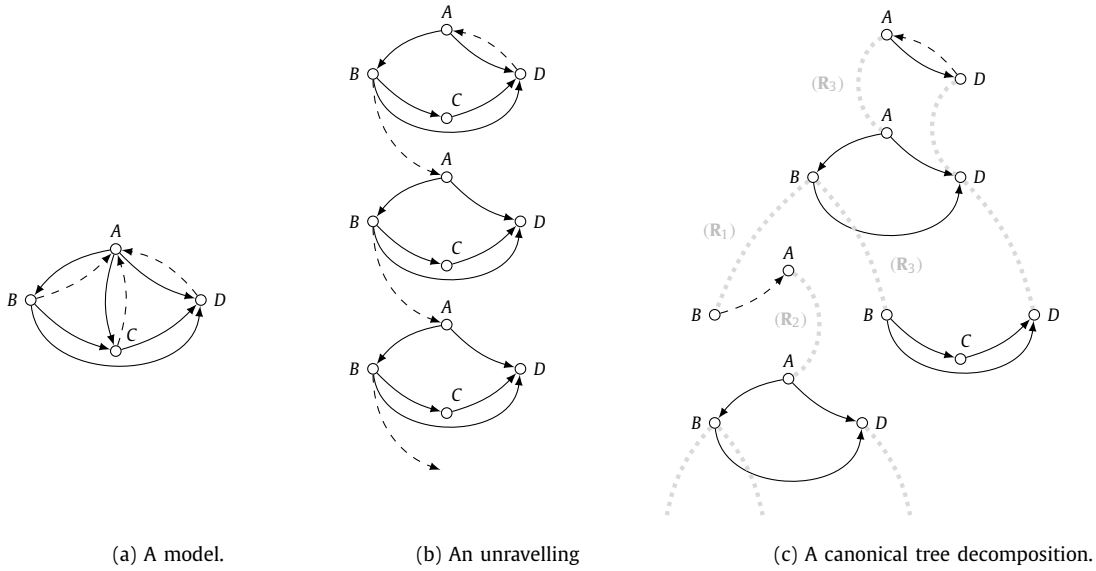 A
B
C
D
(a) A model.
A
B
D
C
A
B
D
C
A
B
D
C
(b) An unravelling
A
D
(R₃)
A
B
D
(R₁)
A
(R₃)
B
(R₂)
B
D
C
A
B
D
(c) A canonical tree decomposition.